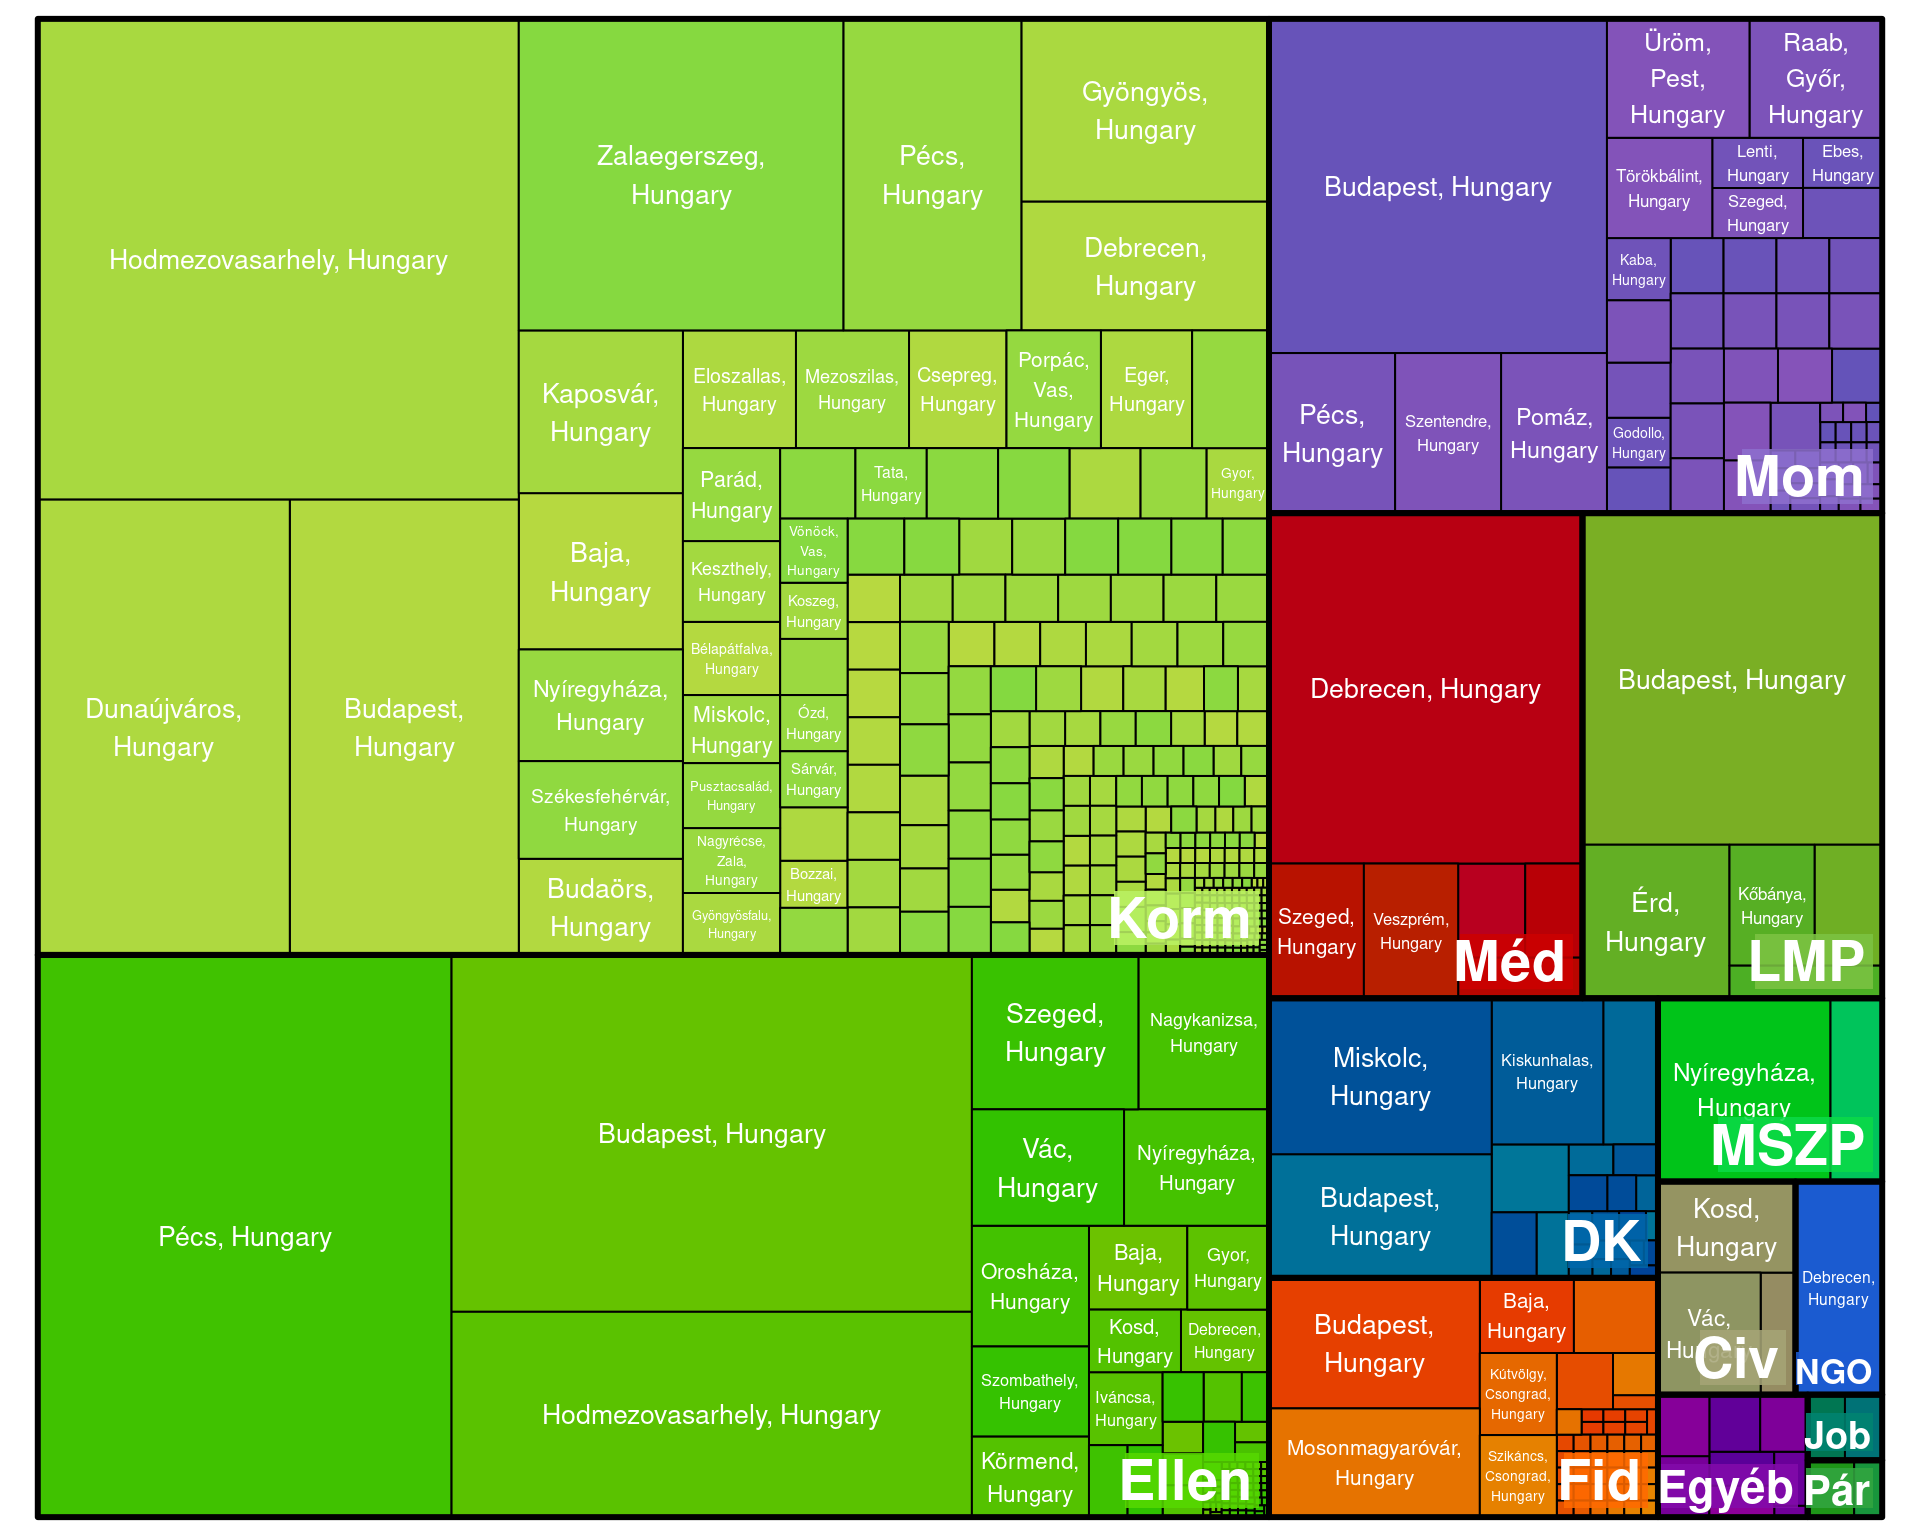 Hodmezovasarhely, Hungary
Zalaegerszeg,
Hungary
Pécs,
Hungary
Gyöngyös,
Hungary
Debrecen,
Hungary
Dunaújváros,
Hungary
Budapest,
Hungary
Kaposvár,
Hungary
Baja,
Hungary
Nyíregyháza,
Hungary
Székesfehérvár,
Hungary
Budaörs,
Hungary
Eloszallas,
Hungary
Mezoszilas,
Hungary
Csepreg,
Hungary
Porpác,
Vas,
Hungary
Eger,
Hungary
Parád,
Hungary
Keszthely,
Hungary
Bélapátfalva,
Hungary
Miskolc,
Hungary
Pusztacsalád,
Hungary
Nagyrécse,
Zala,
Hungary
Gyöngyösfalu,
Hungary
Tata,
Hungary
Gyor,
Hungary
Vönöck,
Vas,
Hungary
Koszeg,
Hungary
Ózd,
Hungary
Sárvár,
Hungary
Bozzai,
Hungary
Korm
Pécs, Hungary
Budapest, Hungary
Hodmezovasarhely, Hungary
Szeged,
Hungary
Nagykanizsa,
Hungary
Vác,
Hungary
Nyíregyháza,
Hungary
Orosháza,
Hungary
Szombathely,
Hungary
Körmend,
Hungary
Baja,
Hungary
Gyor,
Hungary
Kosd,
Hungary
Debrecen,
Hungary
Iváncsa,
Hungary
Ellen
Budapest, Hungary
Pécs,
Hungary
Szentendre,
Hungary
Pomáz,
Hungary
Üröm,
Pest,
Hungary
Raab,
Győr,
Hungary
Törökbálint,
Hungary
Lenti,
Hungary
Ebes,
Hungary
Szeged,
Hungary
Kaba,
Hungary
Godollo,
Hungary
Mom
Debrecen, Hungary
Szeged,
Hungary
Veszprém,
Hungary
Méd
Budapest, Hungary
Érd,
Hungary
Kőbánya,
Hungary
LMP
Miskolc,
Hungary
Kiskunhalas,
Hungary
Budapest,
Hungary
DK
Nyíregyháza,
Hungary
MSZP
Budapest,
Hungary
Baja,
Hungary
Mosonmagyaróvár,
Hungary
Kútvölgy,
Csongrad,
Hungary
Szikáncs,
Csongrad,
Hungary
Fid
Kosd,
Hungary
Vác,
Hungary
Civ
Debrecen,
Hungary
NGO
Egyéb
Job
Pár